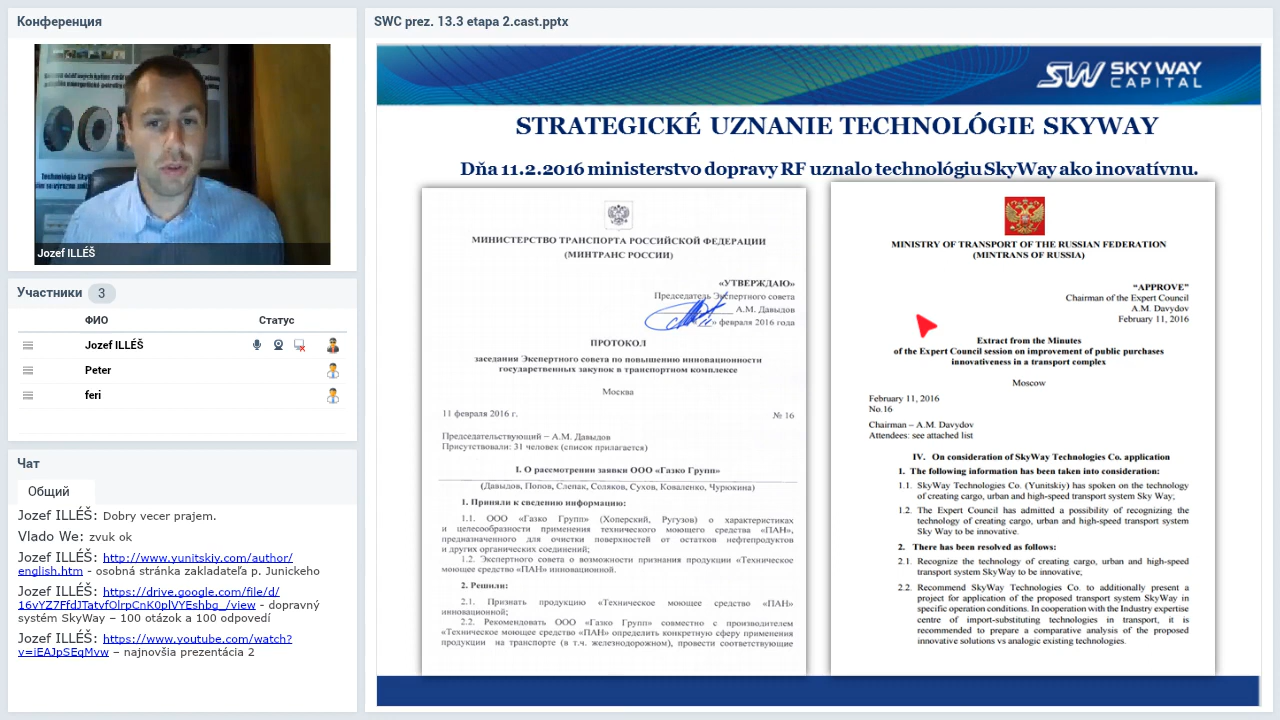 Конференция
Jozef ILLÉŠ
Участники 3
ФИО Статус
Jozef ILLÉŠ
Peter
feri
Чат
Общий
Jozef ILLÉŠ: Dobry vecer prajem.
Vlado We: zvuk ok
Jozef ILLÉŠ: http://www.yunitskiy.com/author/
english.htm - osobná stránka zakladateľa p. Junickeho
Jozef ILLÉŠ: https://drive.google.com/file/d/
16vYZ7FfdJTatvfOlrpCnK0plVYEshbg_/view - dopravný
systém SkyWay – 100 otázok a 100 odpovedí
Jozef ILLÉŠ: https://www.youtube.com/watch?
v=iEAJpSEqMvw – najnovšia prezentácia 2
SWC prez. 13.3 etapa 2.cast.pptx
SW SKY WAY
CAPITAL
STRATEGICKÉ UZNANIE TECHNOLÓGIE SKYWAY
Dňa 11.2.2016 ministerstvo dopravy RF uznalo technológiu SkyWay ako inovatívnu.
МИНИСТЕРСТВО ТРАНСПОРТА РОССИЙСКОЙ ФЕДЕРАЦИИ
(МИНТРАНС РОССИИ)
«УТВЕРЖДАЮ»
Председатель Экспертного совета
А.М. Давыдов
февраля 2016 года
ПРОТОКОЛ
заседания Экспертного совета по повышению инновационности
государственных закупок в транспортном комплексе
Москва
11 февраля 2016 г. № 16
Председательствующий – А.М. Давыдов
Присутствовали: 31 человек (список прилагается)
I. О рассмотрении заявки ООО «Газко Групп»
(Давыдов, Попов, Слепак, Соляков, Сухов, Коваленко, Чурюкина)
1. Приняли к сведению информацию:
1.1. ООО «Газко Групп» (Хоперский, Ругузов) о характеристиках
и целесообразности применения технического моющего средства «ПАН»,
предназначенного для очистки поверхностей от остатков нефтепродуктов
и других органических соединений;
1.2. Экспертного совета о возможности признания продукции «Техническое
моющее средство «ПАН» инновационной.
2. Решили:
2.1. Признать продукцию «Техническое моющее средство «ПАН»
инновационной;
2.2. Рекомендовать ООО «Газко Групп» совместно с производителем
«Техническое моющее средство «ПАН» определить конкретную сферу применения
продукции на транспорте (в т.ч. железнодорожном), провести соответствующие
MINISTRY OF TRANSPORT OF THE RUSSIAN FEDERATION
(MINTRANS OF RUSSIA)
“APPROVE”
Chairman of the Expert Council
A.M. Davydov
February 11, 2016
Extract from the Minutes
of the Expert Council session on improvement of public purchases
innovativeness in a transport complex
Moscow
February 11, 2016
No.16
Chairman – A.M. Davydov
Attendees: see attached list
IV. On consideration of SkyWay Technologies Co. application
1. The following information has been taken into consideration:
1.1. SkyWay Technologies Co. (Yunitskiy) has spoken on the technology
of creating cargo, urban and high-speed transport system Sky Way;
1.2. The Expert Council has admitted a possibility of recognizing the
technology of creating cargo, urban and high-speed transport system
Sky Way to be innovative.
2. There has been resolved as follows:
2.1. Recognize the technology of creating cargo, urban and high-speed
transport system SkyWay to be innovative,
2.2. Recommend SkyWay Technologies Co. to additionally present a
project for application of the proposed transport system SkyWay in
specific operation conditions. In cooperation with the Industry expertise
centre of import-substituting technologies in transport, it is
recommended to prepare a comparative analysis of the proposed
innovative solutions vs analogic existing technologies.